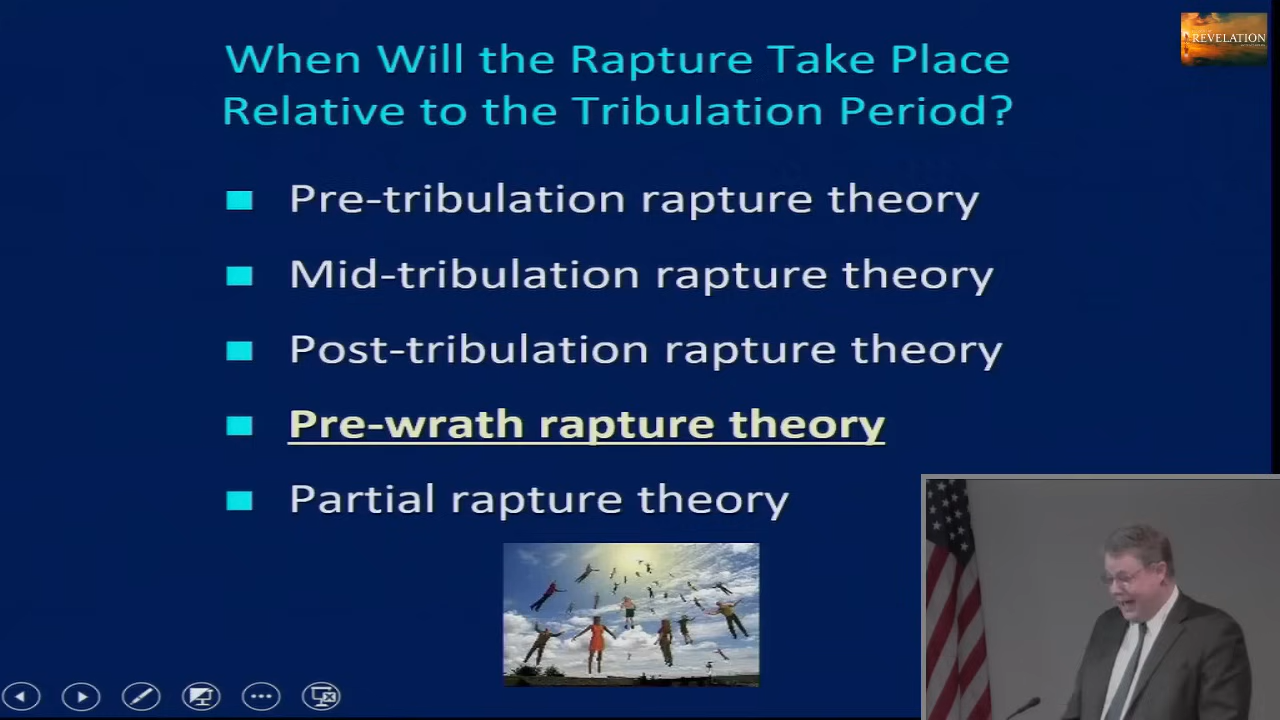 When Will the Rapture Take Place
Relative to the Tribulation Period?
REVELATION
Pre-tribulation rapture theory
Mid-tribulation rapture theory
Post-tribulation rapture theory
Pre-wrath rapture theory
Partial rapture theory